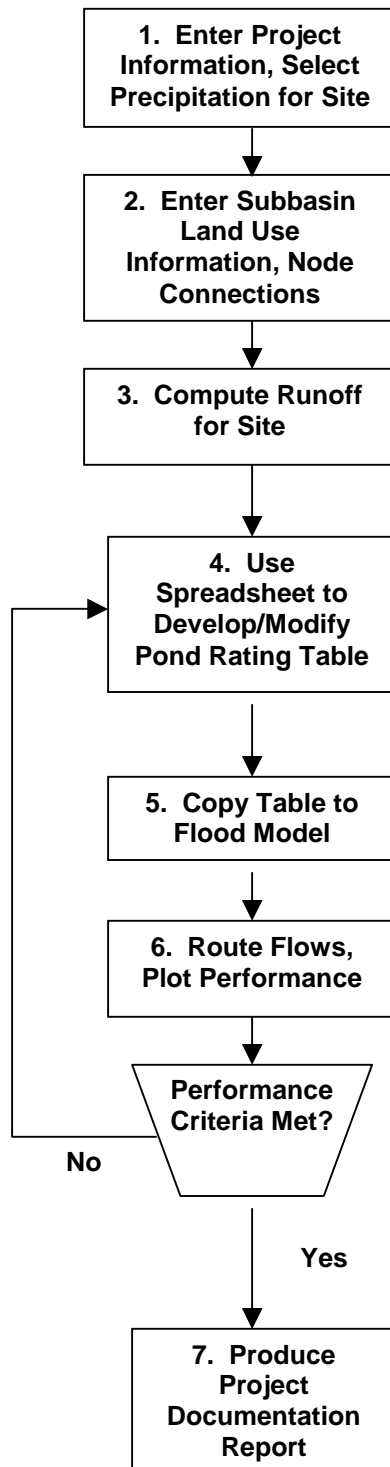 1. Enter Project
Information, Select
Precipitation for Site
2. Enter Subbasin
Land Use
Information, Node
Connections
3. Compute Runoff
for Site
4. Use
Spreadsheet to
Develop/Modify
Pond Rating Table
5. Copy Table to
Flood Model
6. Route Flows,
Plot Performance
Performance
Criteria Met?
No
Yes
7. Produce
Project
Documentation
Report